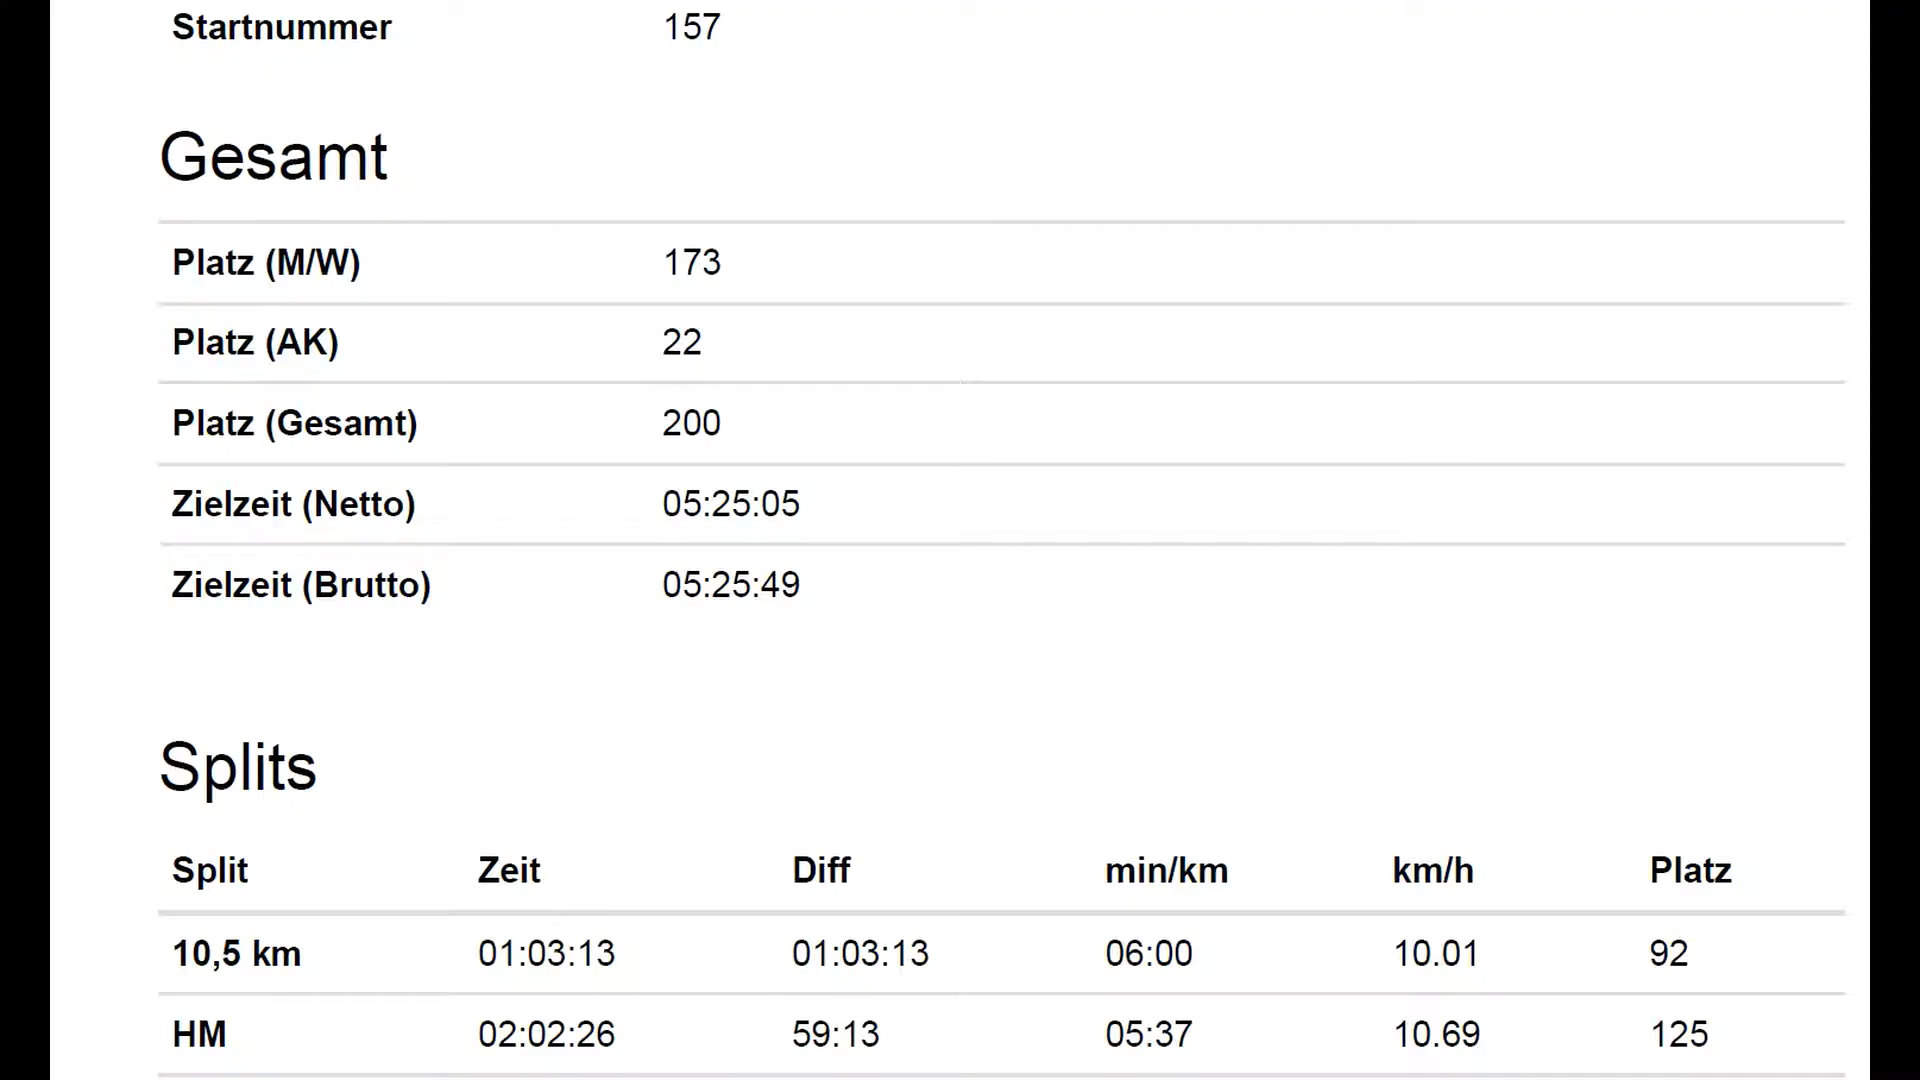 Startnummer 157
Gesamt
Platz (M/W) 173
Platz (AK) 22
Platz (Gesamt) 200
Zielzeit (Netto) 05:25:05
Zielzeit (Brutto) 05:25:49
Splits
Split Zeit Diff min/km km/h Platz
10,5 km 01:03:13 01:03:13 06:00 10.01 92
HM 02:02:26 59:13 05:37 10.69 125